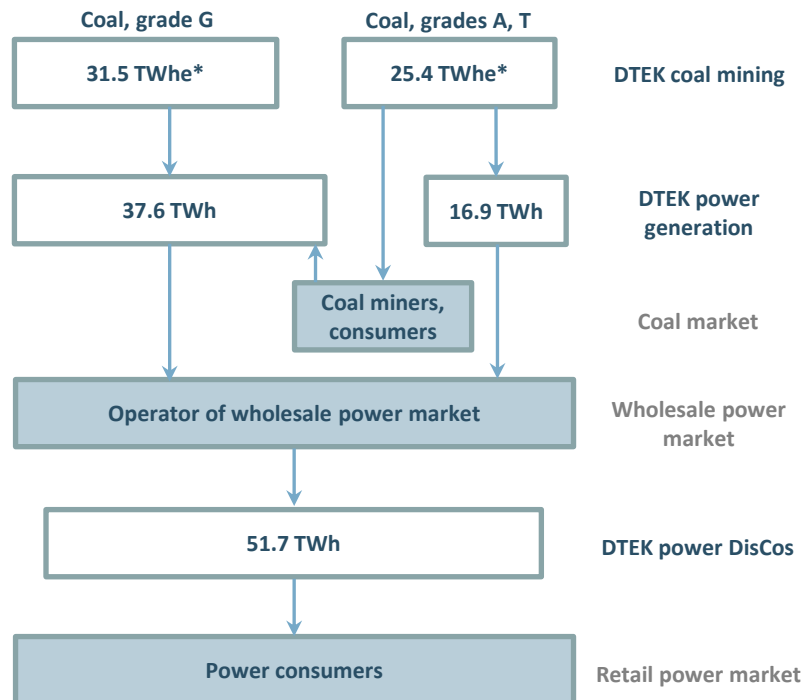 Coal, grade G
Coal, grades A, T
31.5 TWhe*
25.4 TWhe*
DTEK coal mining
37.6 TWh
16.9 TWh
DTEK power
generation
Coal miners,
consumers
Coal market
Operator of wholesale power market
Wholesale power
market
51.7 TWh
DTEK power DisCos
Power consumers
Retail power market